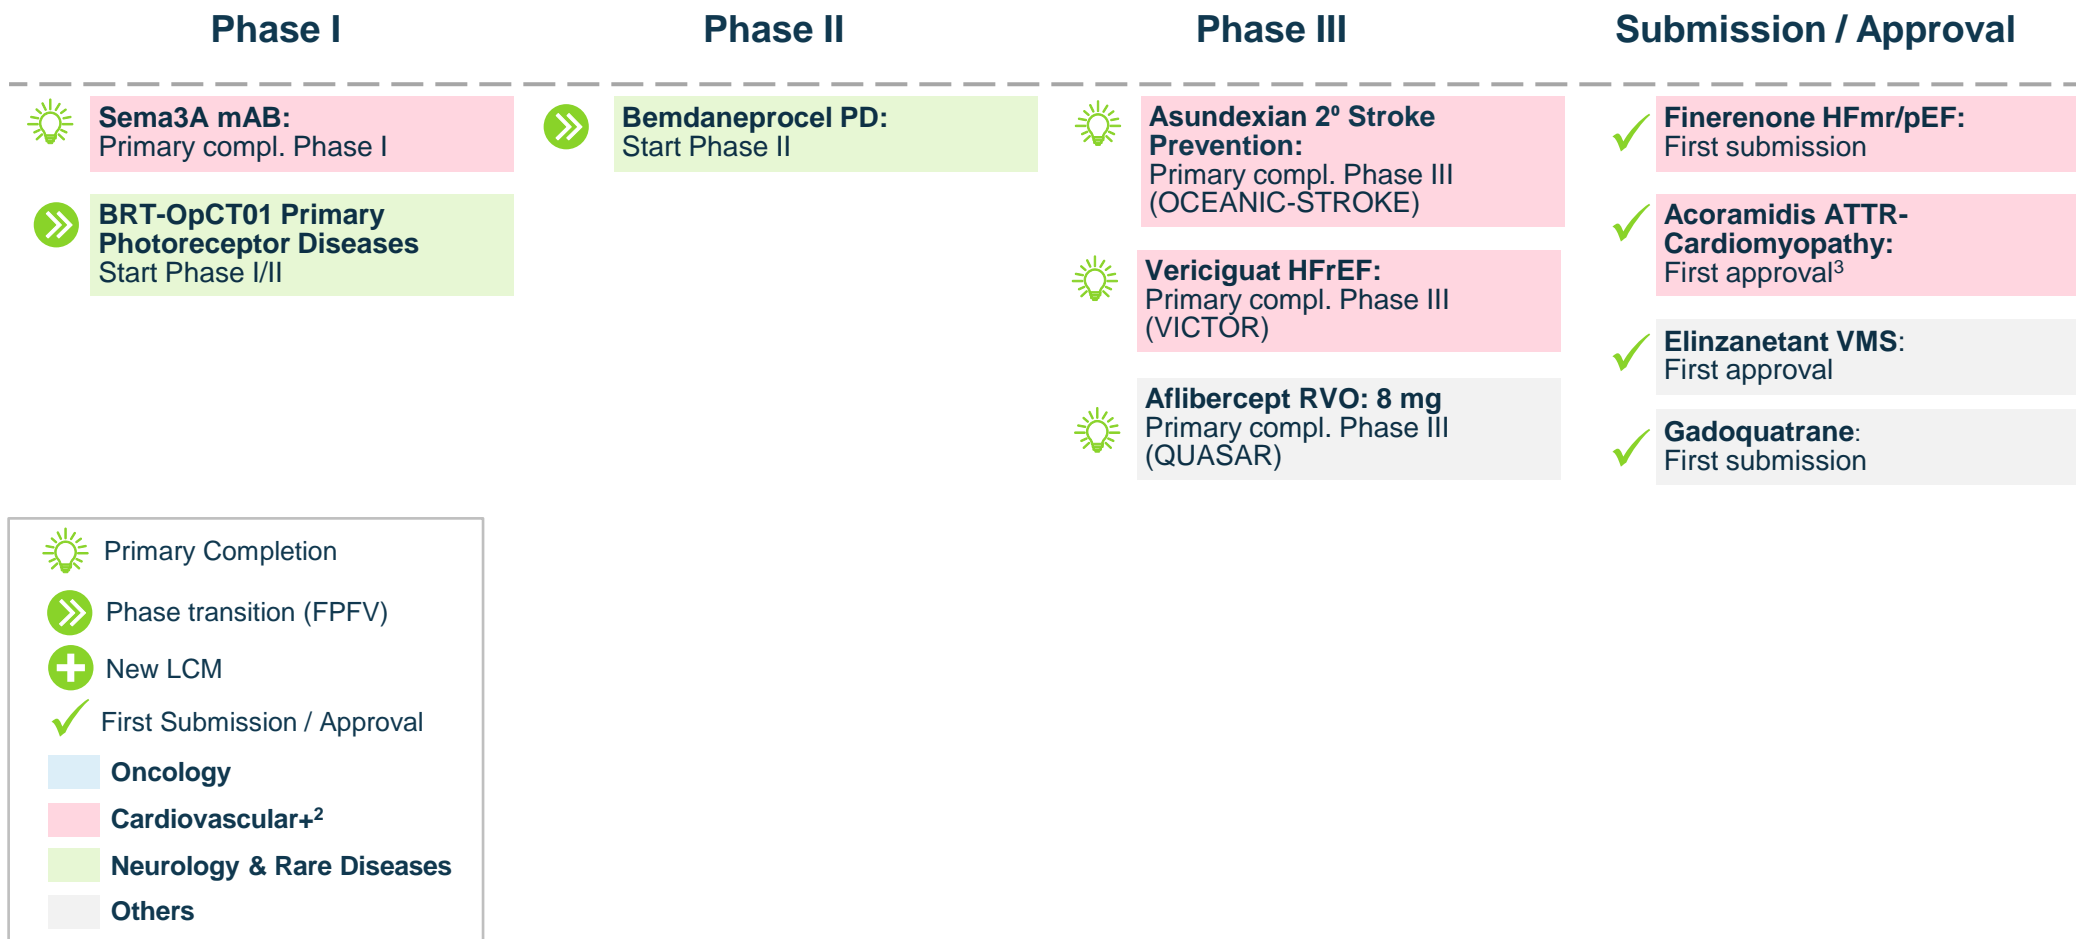 Phase I
Phase II
Phase III
Submission / Approval
Sema3A mAB:
Primary compl. Phase I
BRT-OpCT01 Primary
Photoreceptor Diseases
Start Phase I/II
Bemdaneprocel PD:
Start Phase II
Asundexian 2º Stroke
Prevention:
Primary compl. Phase III
(OCEANIC-STROKE)
Vericiguat HFrEF:
Primary compl. Phase III
(VICTOR)
Aflibercept RVO: 8 mg
Primary compl. Phase III
(QUASAR)
Finerenone HFmr/pEF:
First submission
Acoramidis ATTR-
Cardiomyopathy:
First approval³
Elinzanetant VMS:
First approval
Gadoquatrane:
First submission
Primary Completion
Phase transition (FPFV)
New LCM
First Submission / Approval
Oncology
Cardiovascular+²
Neurology & Rare Diseases
Others